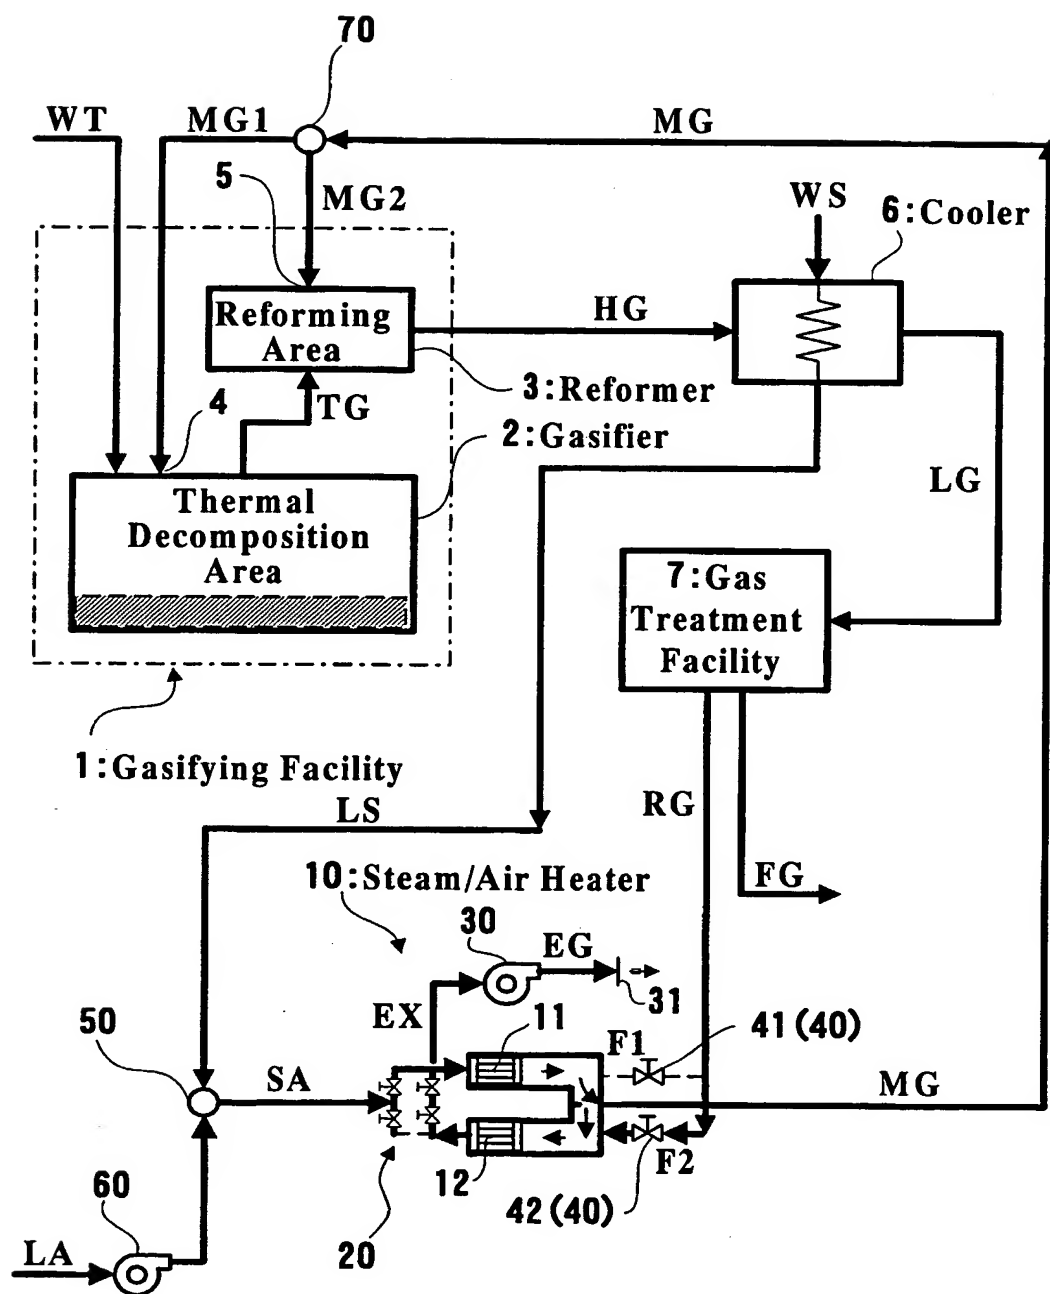 70
WT
MG1
MG
5
MG2
WS
6:Cooler
Reforming
Area
HG
3:Reformer
4
TG
2:Gasifier
LG
Thermal
Decomposition
Area
7:Gas
Treatment
Facility
1:Gasifying Facility
LS
RG
FG
10:Steam/Air Heater
30
EG
31
EX
11
F1
41(40)
50
SA
MG
12
F2
42(40)
60
20
LA